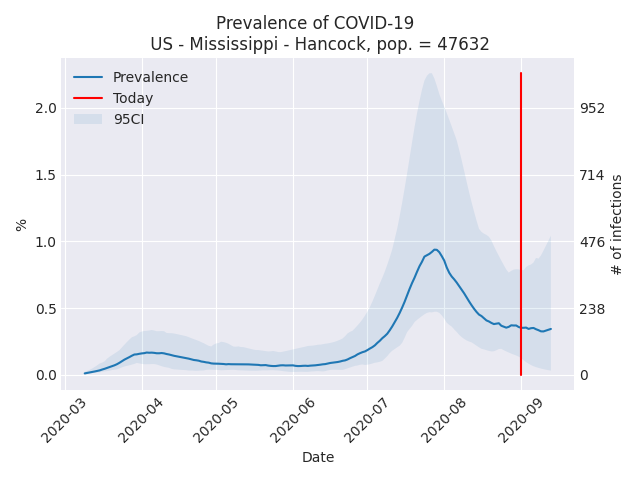 Prevalence of COVID-19
US - Mississippi - Hancock, pop. = 47632
Prevalence
Today
95CI
2.0
1.5
1.0
0.5
0.0
%
952
714
476
238
0
# of infections
2020-03
2020-04
2020-05
2020-06
2020-07
2020-08
2020-09
Date